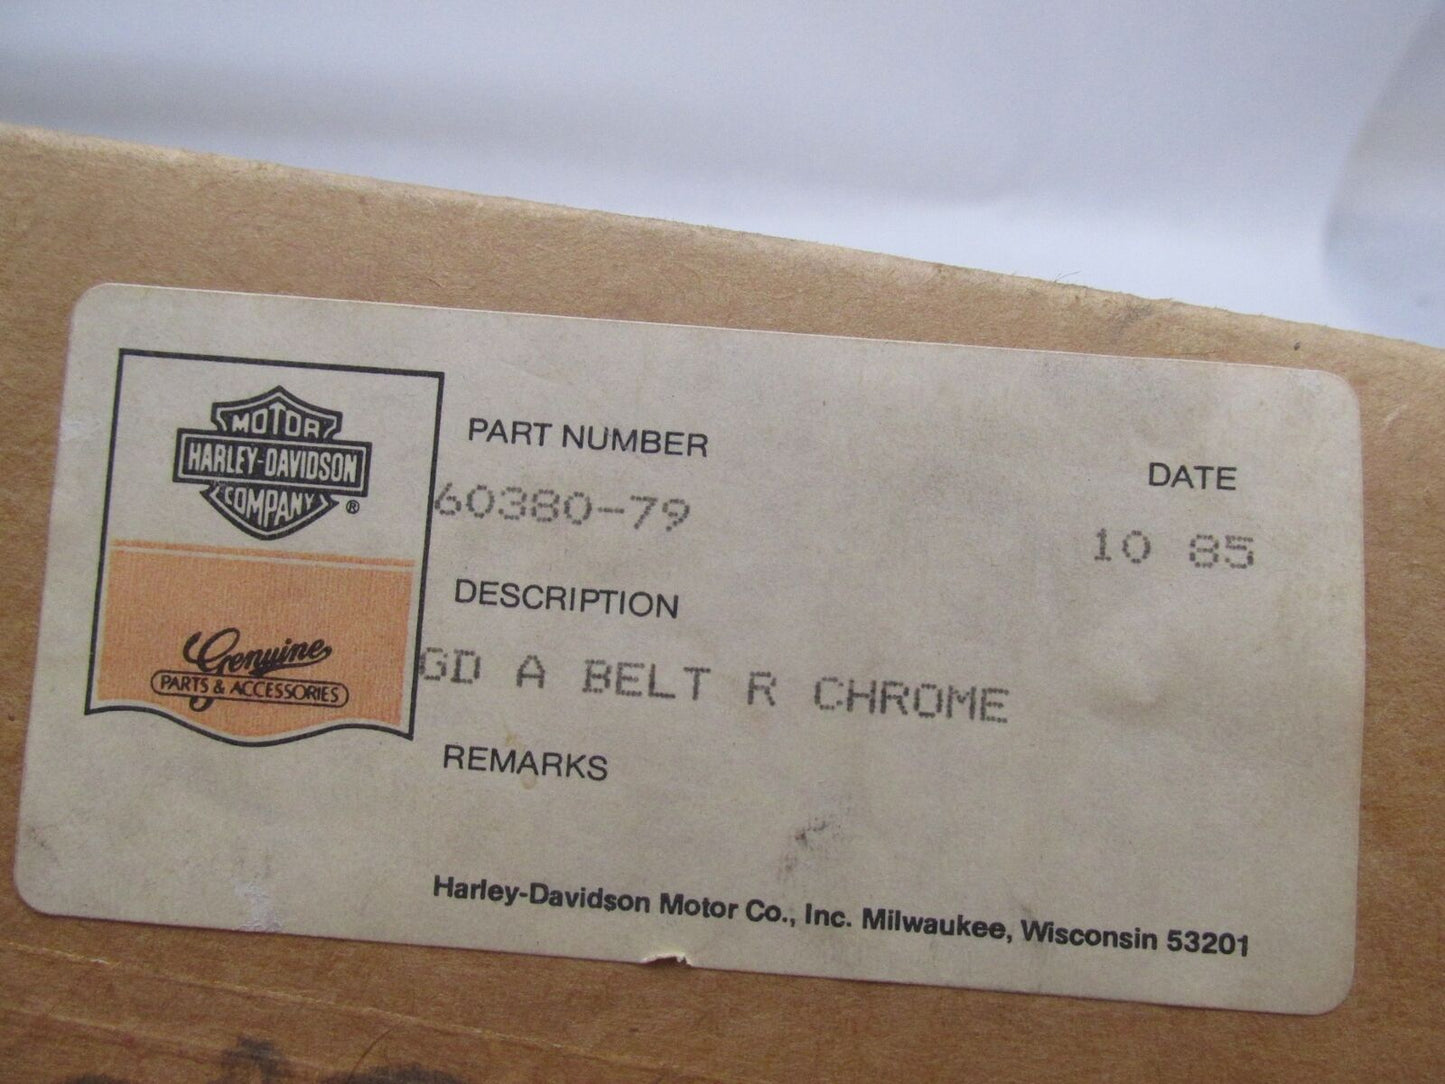 MOTOR
HARLEY-DAVIDSON
COMPANY
®
Genuine
PARTS & ACCESSORIES
PART NUMBER
60380-79
DATE
10 85
DESCRIPTION
GD A BELT R CHROME
REMARKS
Harley-Davidson Motor Co., Inc. Milwaukee, Wisconsin 53201